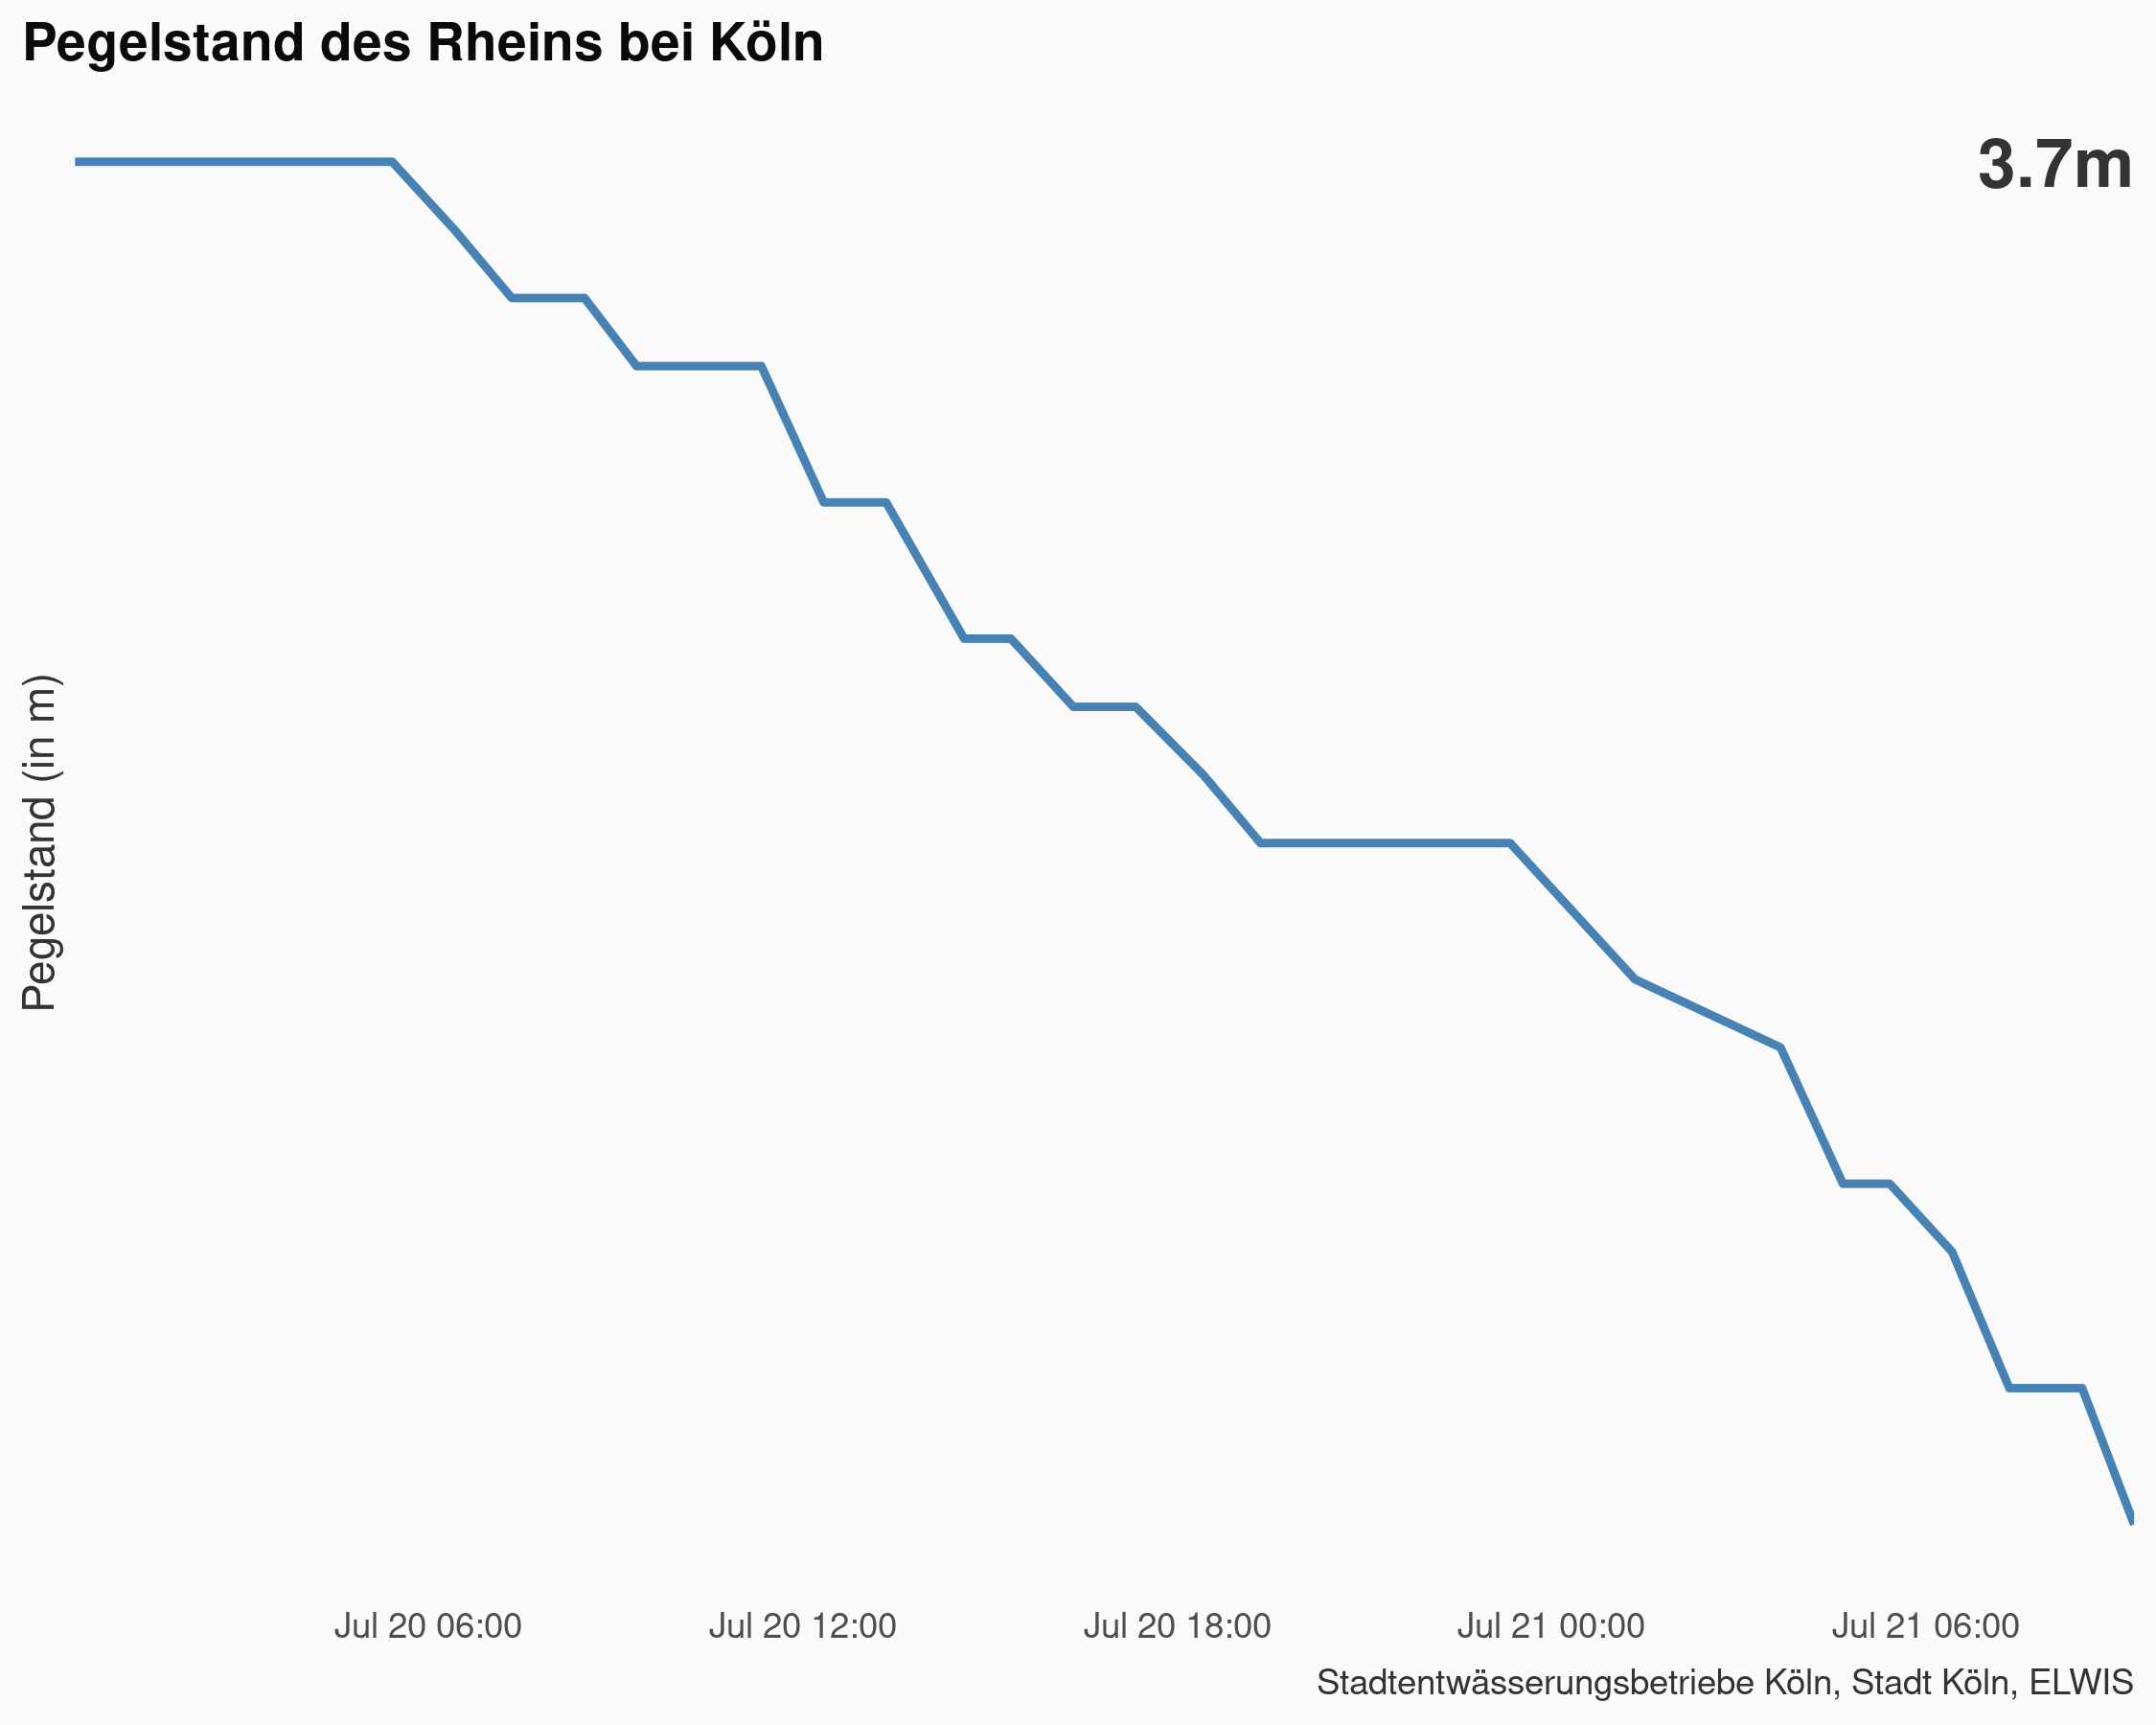 Pegelstand des Rheins bei Köln
3.7m
Pegelstand (in m)
Jul 20 06:00 Jul 20 12:00 Jul 20 18:00 Jul 21 00:00 Jul 21 06:00
Stadtentwässerungsbetriebe Köln, Stadt Köln, ELWIS